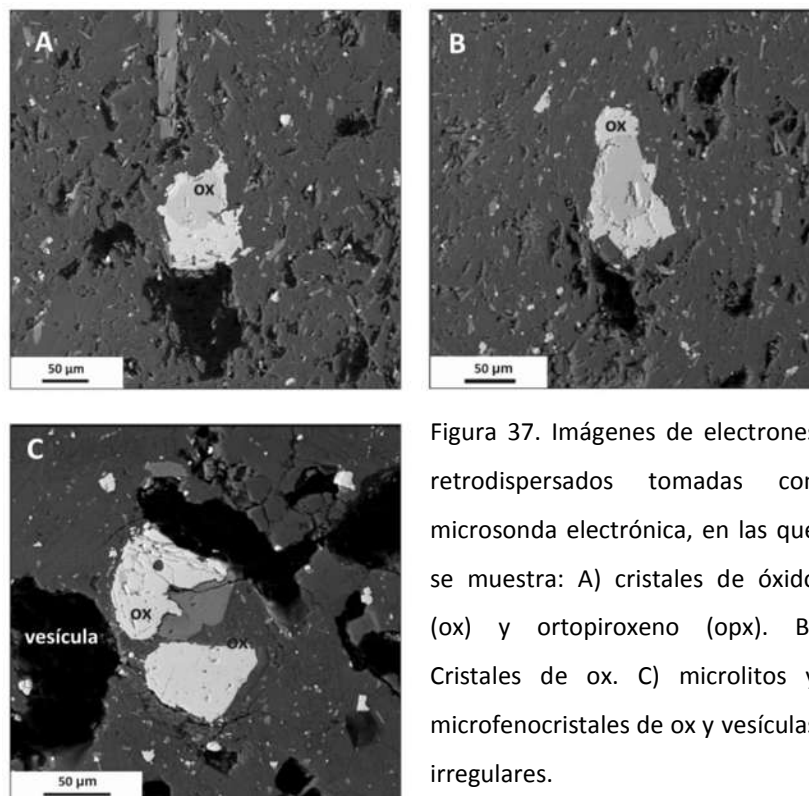 A
ox
50 µm
B
ox
50 µm
C
ox
ox
vesícula
50 µm
Figura 37. Imágenes de electrones
retrodispersados tomadas con
microsonda electrónica, en las que
se muestra: A) cristales de óxido
(ox) y ortopiroxeno (opx). B)
Cristales de ox. C) microlitos y
microfenocristales de ox y vesículas
irregulares.